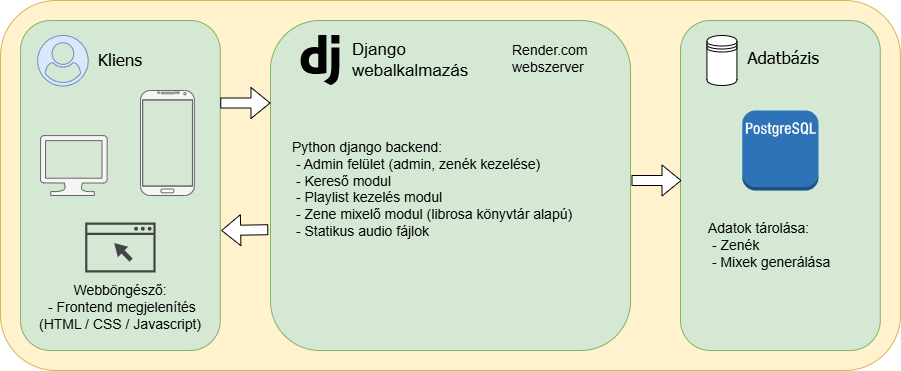 Kliens
Webböngésző:
- Frontend megjelenítés
(HTML / CSS / Javascript)
dj
Django
webalkalmazás
Render.com
webszerver
Python django backend:
- Admin felület (admin, zenék kezelése)
- Kereső modul
- Playlist kezelés modul
- Zene mixelő modul (librosa könyvtár alapú)
- Statikus audio fájlok
Adatbázis
PostgreSQL
Adatok tárolása:
- Zenék
- Mixek generálása